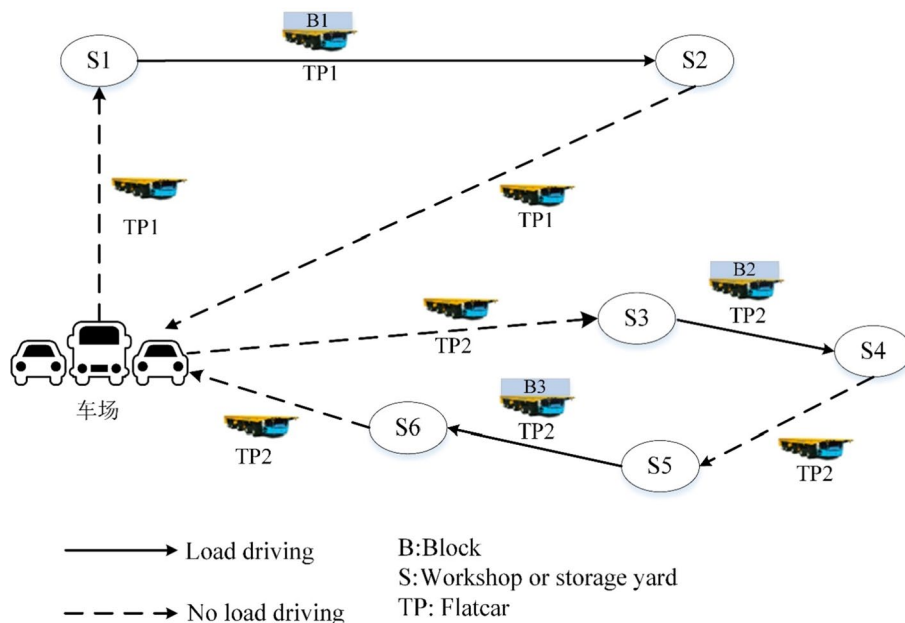 B1
S1
S2
TP1
TP1
TP1
B2
S3
TP2
TP2
S4
B3
车场
S6
TP2
TP2
S5
TP2
Load driving
B:Block
S:Workshop or storage yard
No load driving
TP: Flatcar